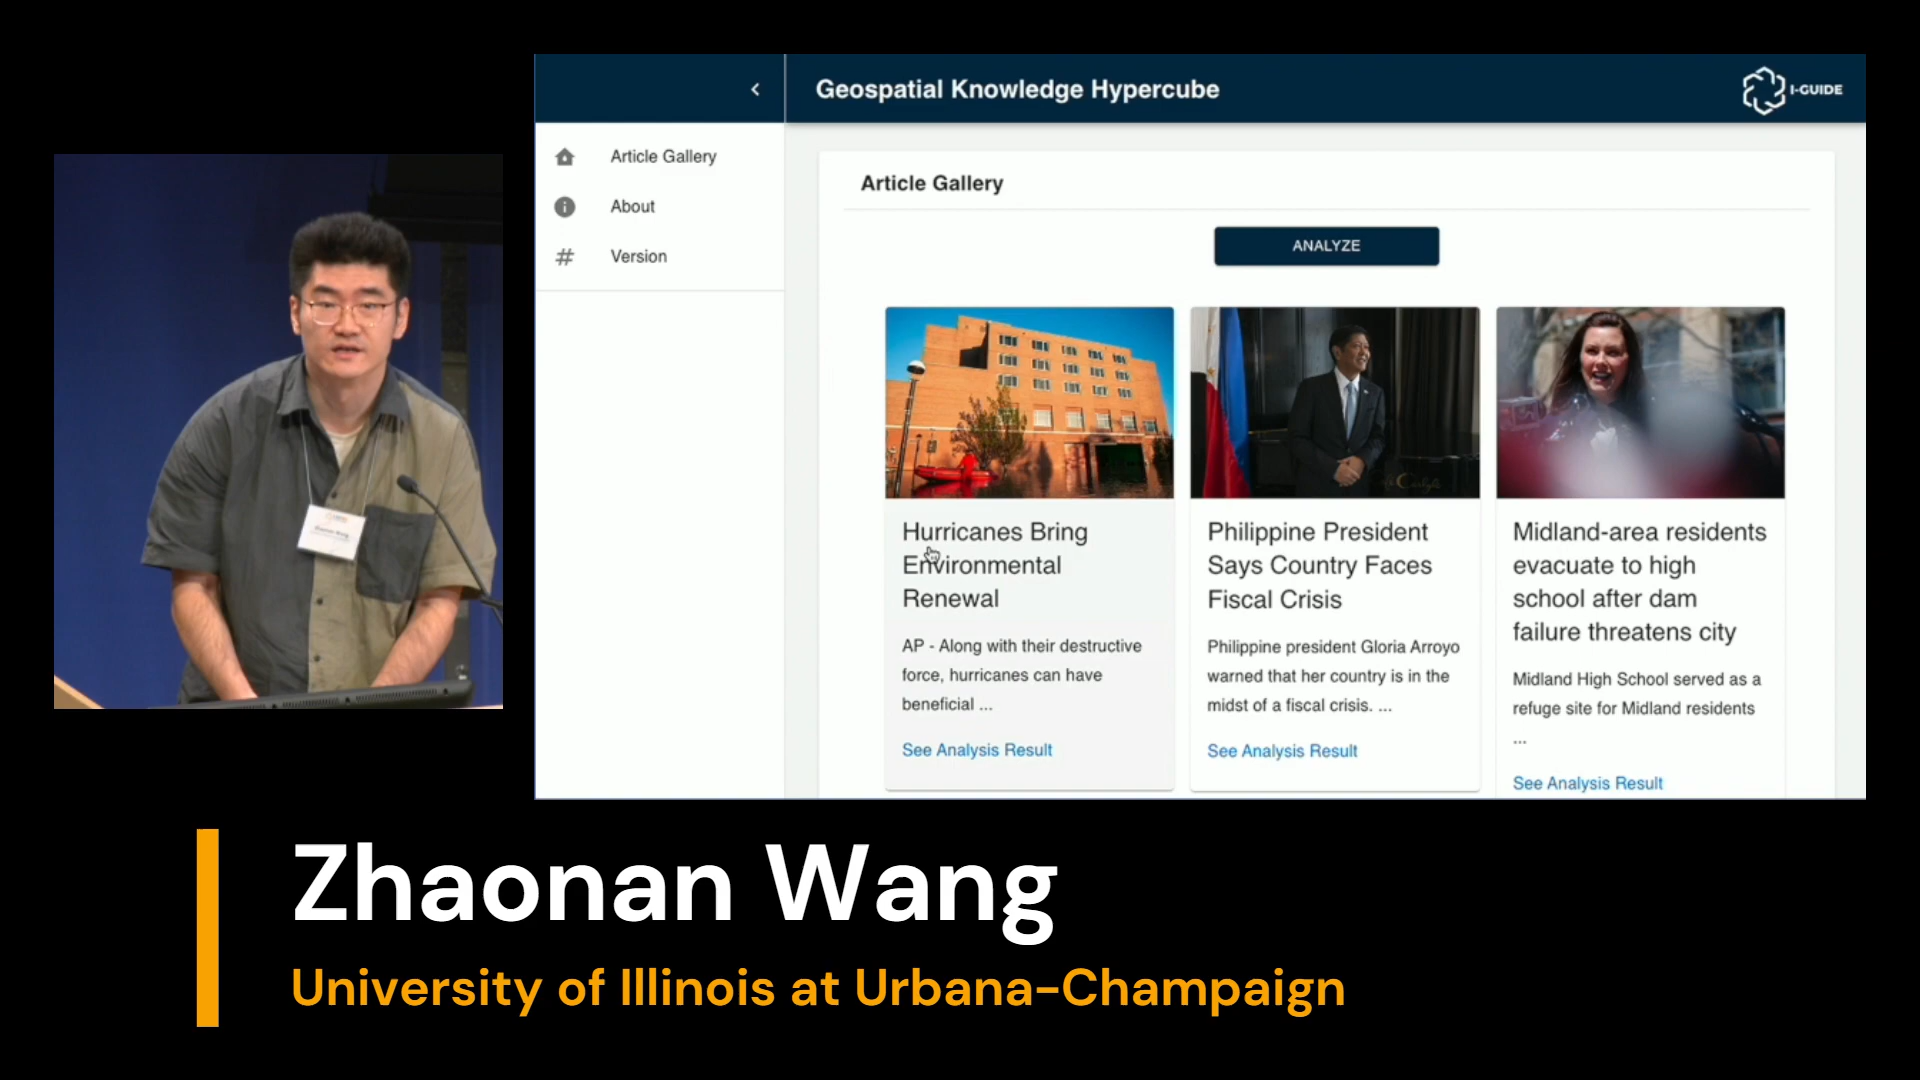 Geospatial Knowledge Hypercube
I-GUIDE
Article Gallery
About
Version
Article Gallery
ANALYZE
Hurricanes Bring
Environmental
Renewal
AP - Along with their destructive
force, hurricanes can have
beneficial ...
See Analysis Result
Philippine President
Says Country Faces
Fiscal Crisis
Philippine president Gloria Arroyo
warned that her country is in the
midst of a fiscal crisis. ...
See Analysis Result
Midland-area residents
evacuate to high
school after dam
failure threatens city
Midland High School served as a
refuge site for Midland residents
...
See Analysis Result
Zhaonan Wang
University of Illinois at Urbana-Champaign